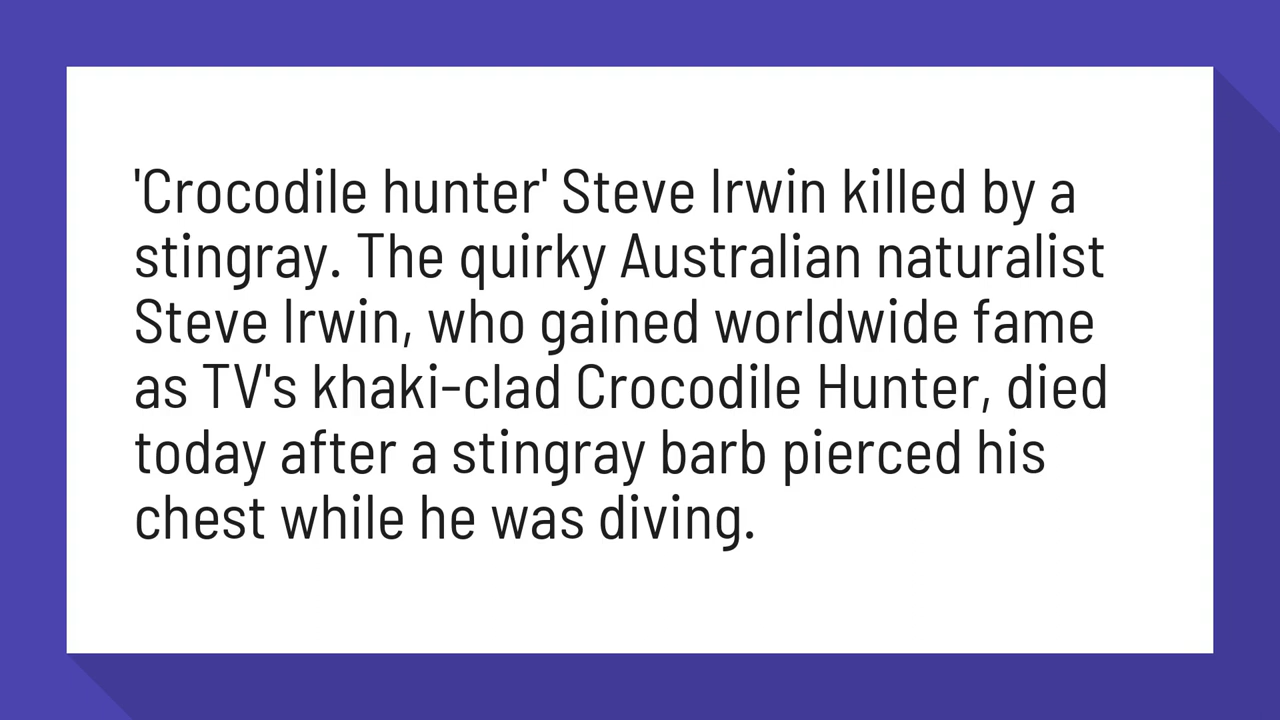 'Crocodile hunter' Steve Irwin killed by a
stingray. The quirky Australian naturalist
Steve Irwin, who gained worldwide fame
as TV's khaki-clad Crocodile Hunter, died
today after a stingray barb pierced his
chest while he was diving.